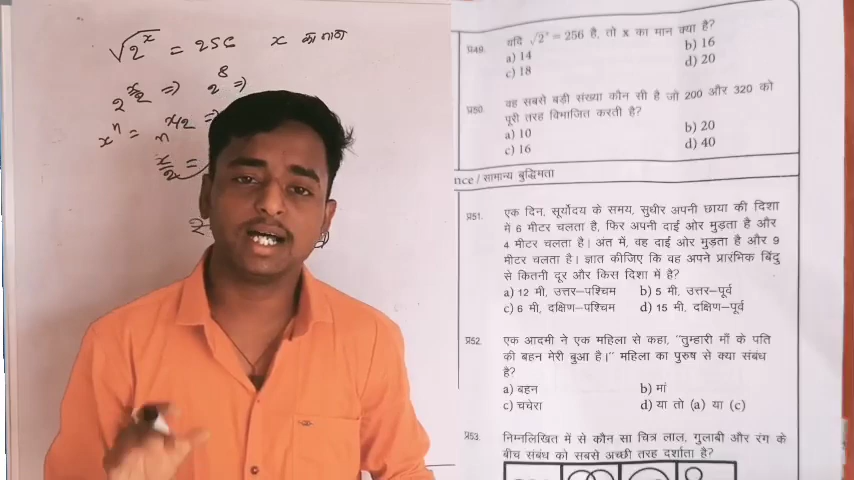 √2^x = 256 x का मान
2^x/2 => 2^8 =>
x^n = n x/2 =>
x/2 =
2
प्र49. यदि √2^x = 256 है, तो x का मान क्या है?
a) 14 b) 16
c) 18 d) 20
प्र50. वह सबसे बड़ी संख्या कौन सी है जो 200 और 320 को
पूरी तरह विभाजित करती है?
a) 10 b) 20
c) 16 d) 40
nce / सामान्य बुद्धिमता
प्र51. एक दिन, सूर्योदय के समय, सुधीर अपनी छाया की दिशा
में 6 मीटर चलता है, फिर अपनी दाईं ओर मुड़ता है और
4 मीटर चलता है। अंत में, वह दाईं ओर मुड़ता है और 9
मीटर चलता है। ज्ञात कीजिए कि वह अपने प्रारंभिक बिंदु
से कितनी दूर और किस दिशा में है?
a) 12 मी, उत्तर–पश्चिम b) 5 मी, उत्तर–पूर्व
c) 6 मी, दक्षिण–पश्चिम d) 15 मी, दक्षिण–पूर्व
प्र52. एक आदमी ने एक महिला से कहा, "तुम्हारी माँ के पति
की बहन मेरी बुआ है।" महिला का पुरुष से क्या संबंध
है?
a) बहन b) मां
c) चचेरा d) या तो (a) या (c)
प्र53. निम्नलिखित में से कौन सा चित्र लाल, गुलाबी और रंग के
बीच संबंध को सबसे अच्छी तरह दर्शाता है?